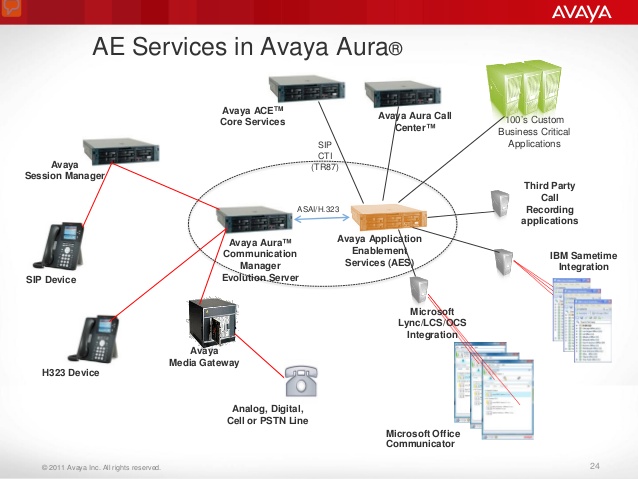 AVAYA
AE Services in Avaya Aura®
Avaya ACE™
Core Services
Avaya Aura Call
Center™
100's Custom
Business Critical
Applications
SIP
CTI
(TR87)
Avaya
Session Manager
Third Party
Call
Recording
applications
ASAI/H.323
Avaya Aura™
Communication
Manager
Evolution Server
Avaya Application
Enablement
Services (AES)
IBM Sametime
Integration
SIP Device
Microsoft
Lync/LCS/OCS
Integration
Avaya
Media Gateway
H323 Device
Analog, Digital,
Cell or PSTN Line
Microsoft Office
Communicator
© 2011 Avaya Inc. All rights reserved.
24